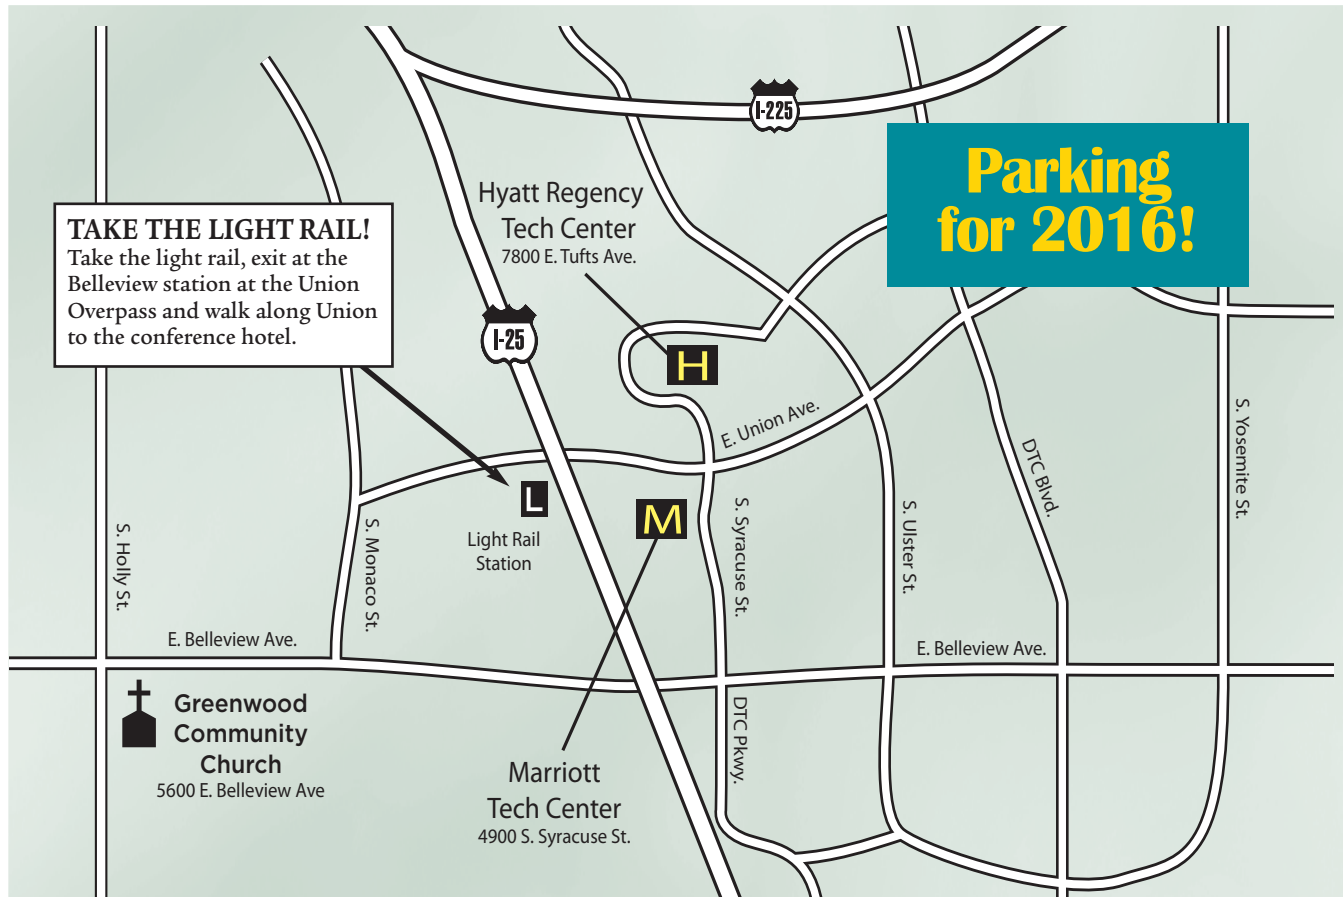 I-225
Parking
for 2016!
Hyatt Regency
Tech Center
7800 E. Tufts Ave.
TAKE THE LIGHT RAIL!
Take the light rail, exit at the
Belleview station at the Union
Overpass and walk along Union
to the conference hotel.
I-25
H
E. Union Ave.
S. Yosemite St.
DTC Blvd.
L
Light Rail
Station
M
S. Holly St.
S. Monaco St.
S. Syracuse St.
S. Ulster St.
E. Belleview Ave.
E. Belleview Ave.
Greenwood
Community
Church
5600 E. Belleview Ave
DTC Pkwy.
Marriott
Tech Center
4900 S. Syracuse St.